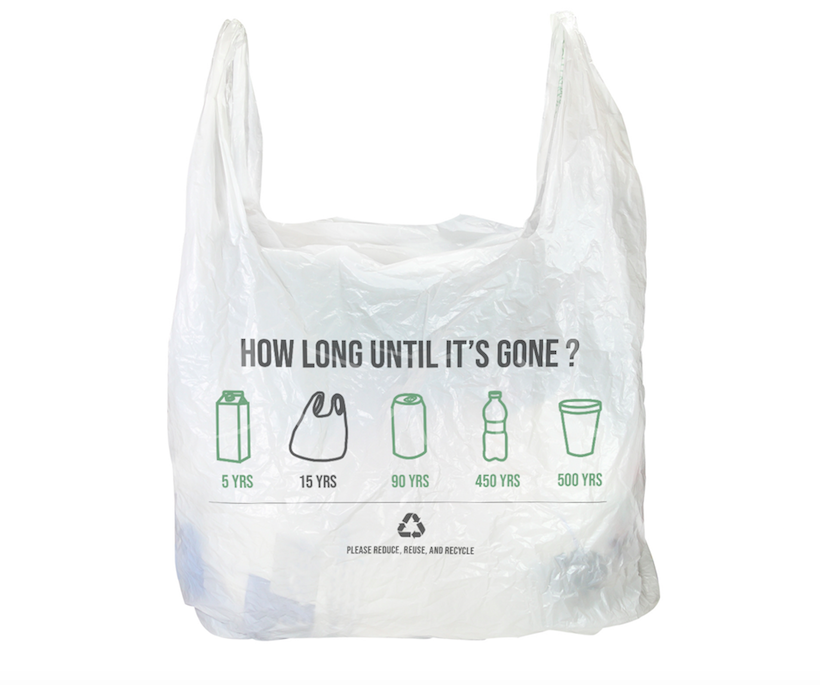 HOW LONG UNTIL IT'S GONE ?
5 YRS 15 YRS 90 YRS 450 YRS 500 YRS
PLEASE REDUCE, REUSE, AND RECYCLE